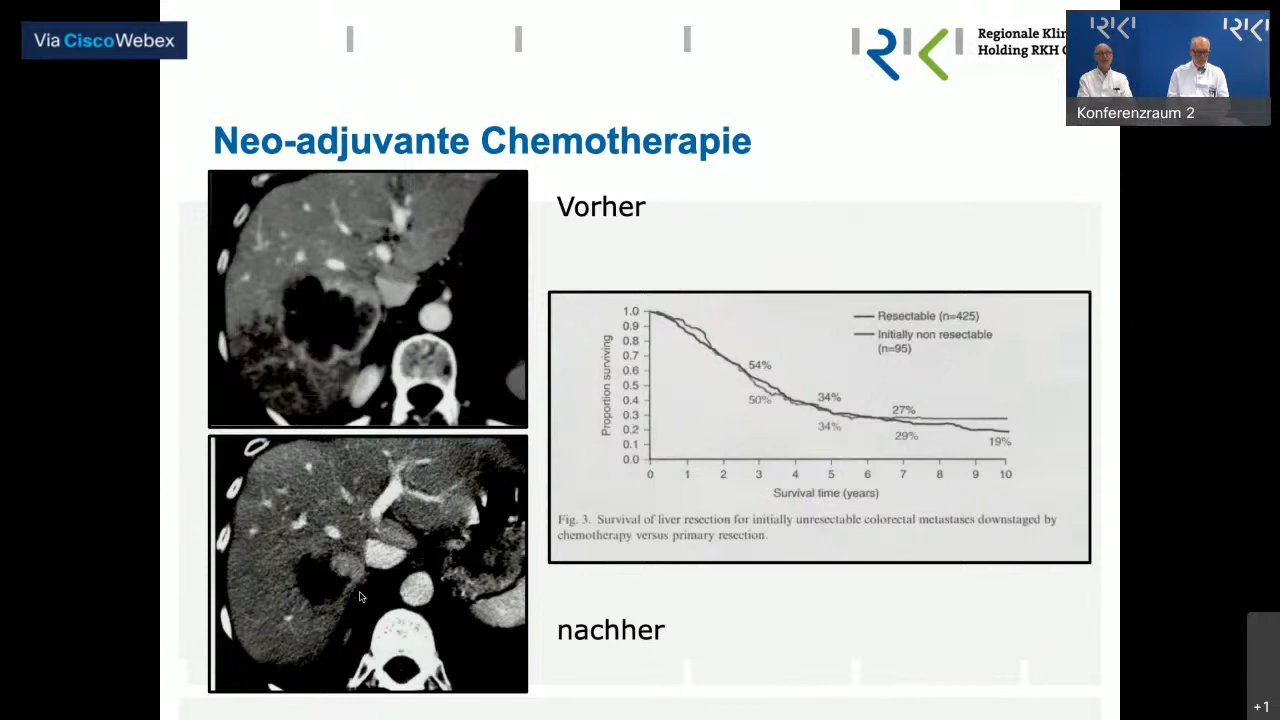 Via Cisco Webex
RKH
Regionale Klin
Holding RKH G
Konferenzraum 2
Neo-adjuvante Chemotherapie
Vorher
Resectable (n=425)
Initially non resectable
(n=95)
Proportion surviving
1.0
0.9
0.8
0.7
0.6
0.5
0.4
0.3
0.2
0.1
0.0
54%
50%
34%
34%
27%
29%
19%
0 1 2 3 4 5 6 7 8 9 10
Survival time (years)
Fig. 3. Survival of liver resection for initially unresectable colorectal metastases downstaged by
chemotherapy versus primary resection.
nachher
+1